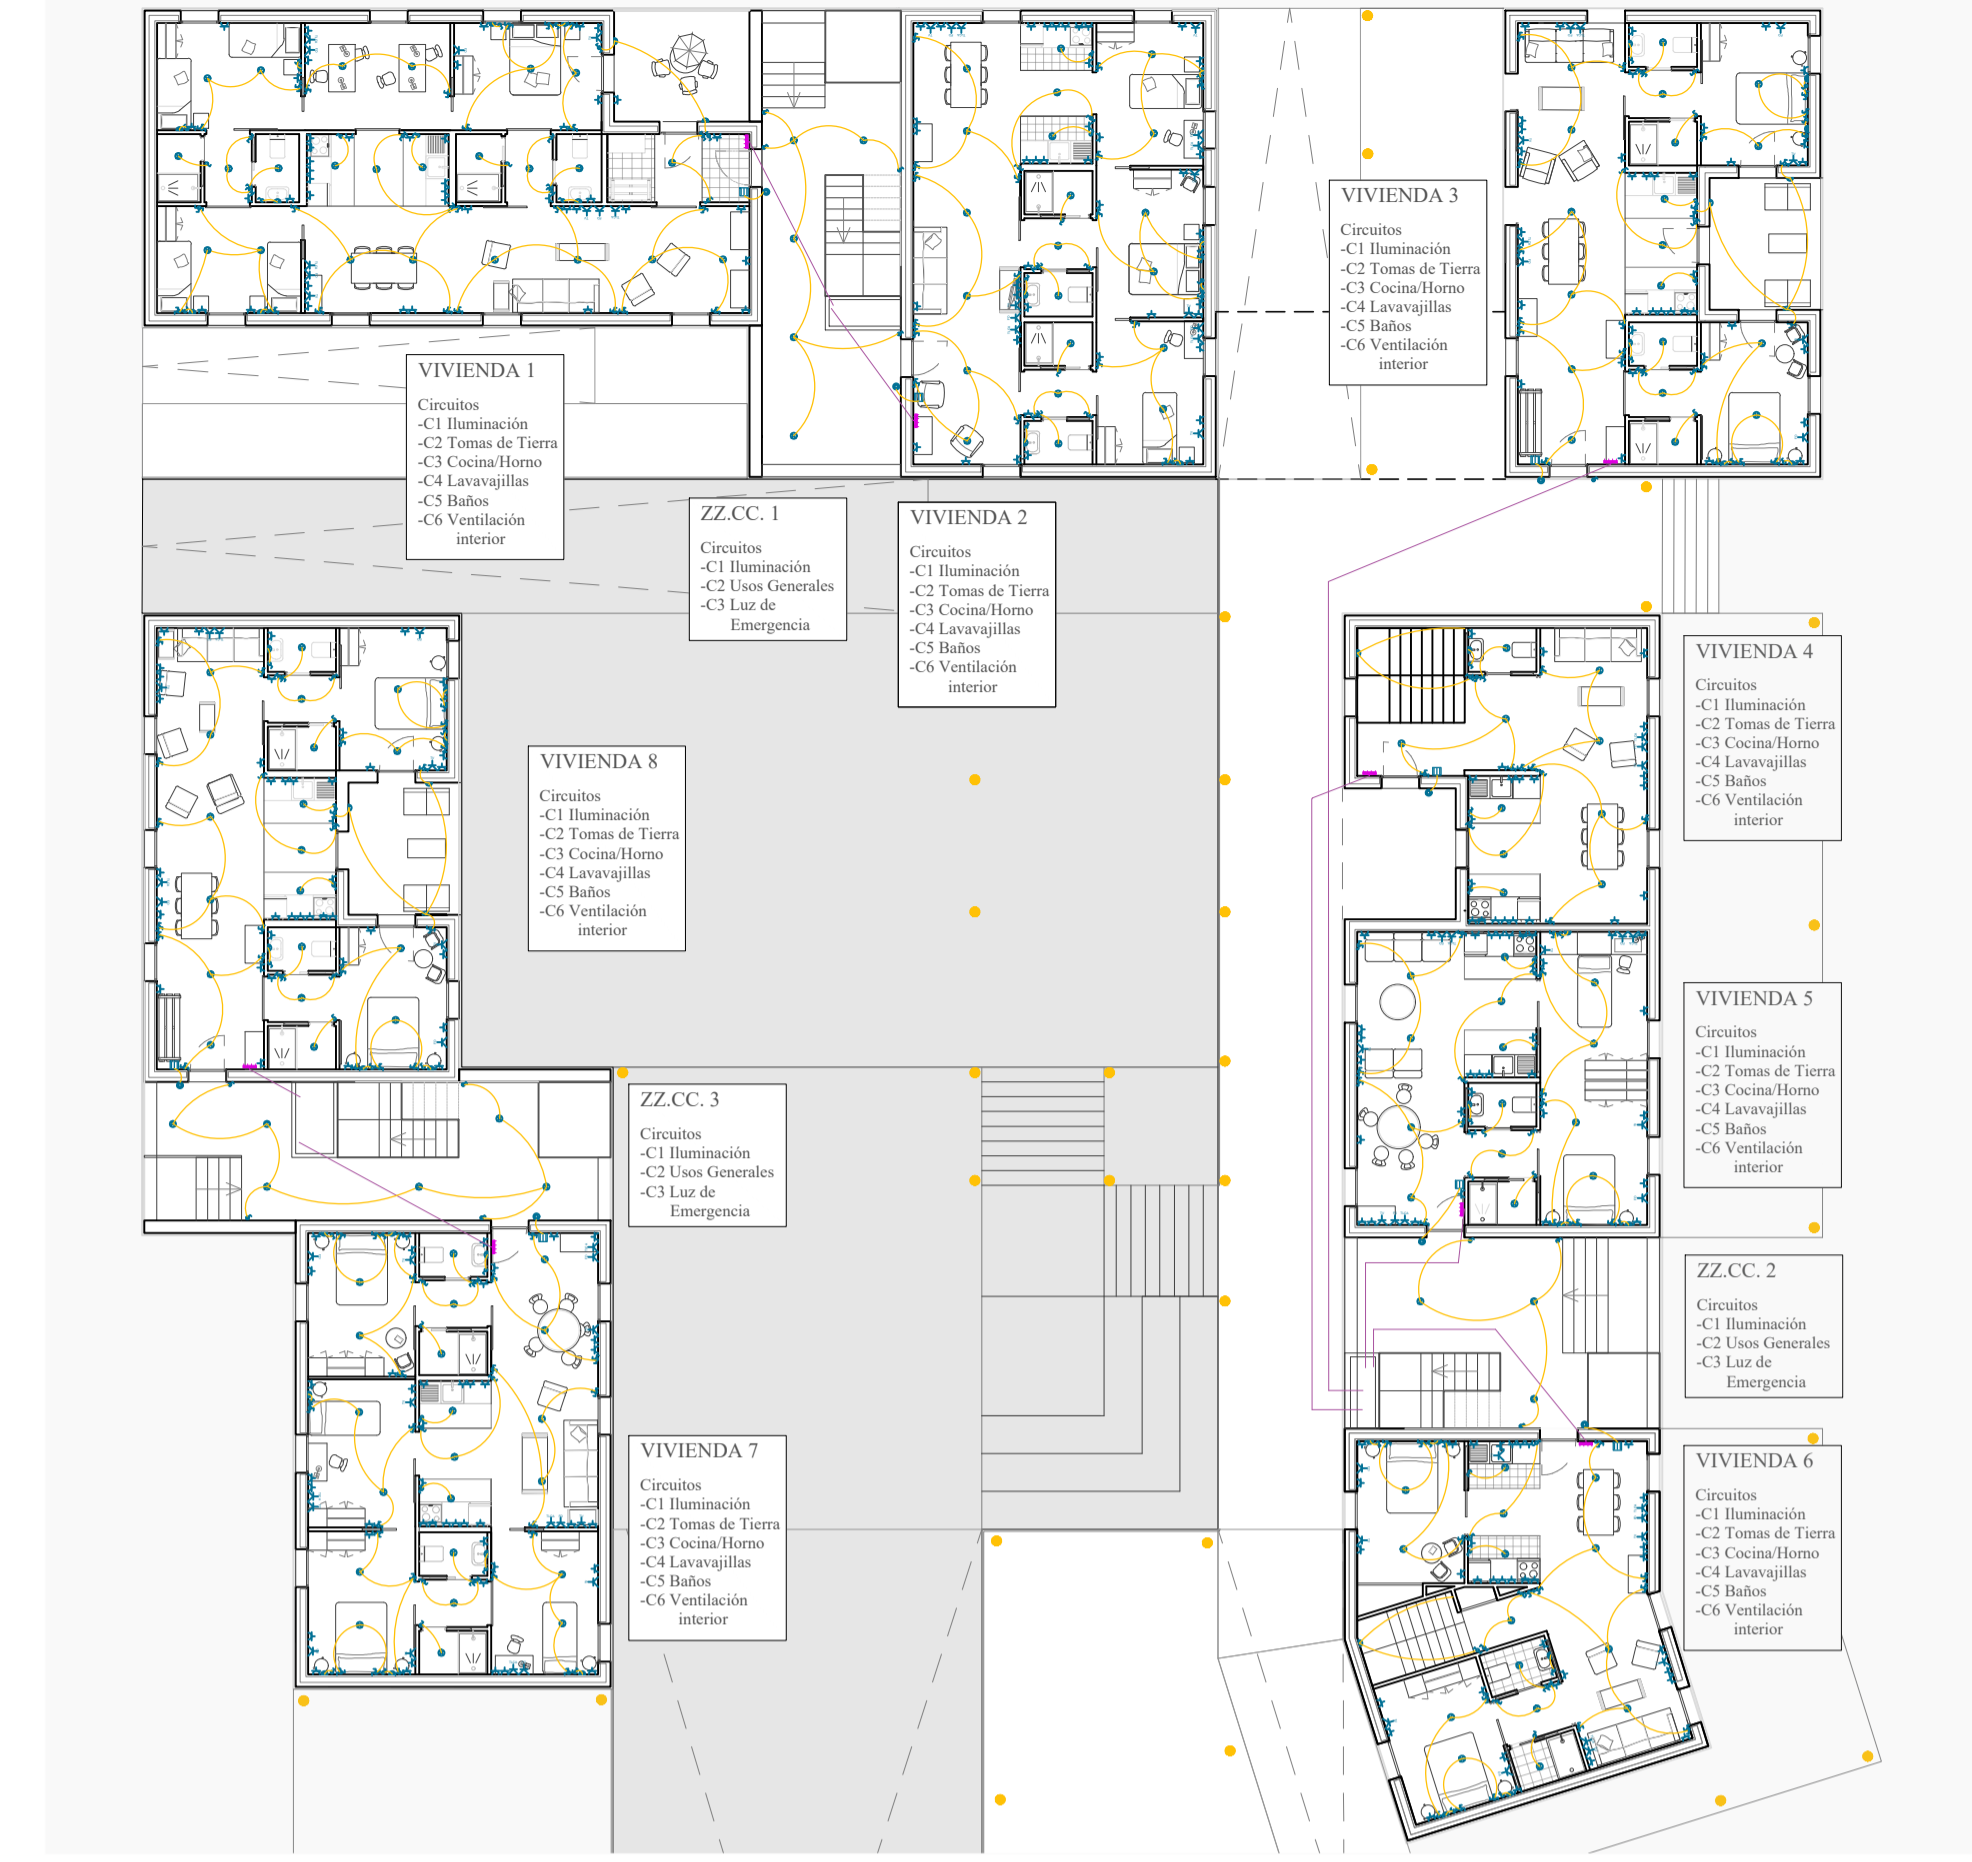 VIVIENDA 1
Circuitos
-C1 Iluminación
-C2 Tomas de Tierra
-C3 Cocina/Horno
-C4 Lavavajillas
-C5 Baños
-C6 Ventilación
interior
ZZ.CC. 1
Circuitos
-C1 Iluminación
-C2 Usos Generales
-C3 Luz de
Emergencia
VIVIENDA 2
Circuitos
-C1 Iluminación
-C2 Tomas de Tierra
-C3 Cocina/Horno
-C4 Lavavajillas
-C5 Baños
-C6 Ventilación
interior
VIVIENDA 3
Circuitos
-C1 Iluminación
-C2 Tomas de Tierra
-C3 Cocina/Horno
-C4 Lavavajillas
-C5 Baños
-C6 Ventilación
interior
VIVIENDA 4
Circuitos
-C1 Iluminación
-C2 Tomas de Tierra
-C3 Cocina/Horno
-C4 Lavavajillas
-C5 Baños
-C6 Ventilación
interior
VIVIENDA 8
Circuitos
-C1 Iluminación
-C2 Tomas de Tierra
-C3 Cocina/Horno
-C4 Lavavajillas
-C5 Baños
-C6 Ventilación
interior
VIVIENDA 5
Circuitos
-C1 Iluminación
-C2 Tomas de Tierra
-C3 Cocina/Horno
-C4 Lavavajillas
-C5 Baños
-C6 Ventilación
interior
ZZ.CC. 3
Circuitos
-C1 Iluminación
-C2 Usos Generales
-C3 Luz de
Emergencia
ZZ.CC. 2
Circuitos
-C1 Iluminación
-C2 Usos Generales
-C3 Luz de
Emergencia
VIVIENDA 7
Circuitos
-C1 Iluminación
-C2 Tomas de Tierra
-C3 Cocina/Horno
-C4 Lavavajillas
-C5 Baños
-C6 Ventilación
interior
VIVIENDA 6
Circuitos
-C1 Iluminación
-C2 Tomas de Tierra
-C3 Cocina/Horno
-C4 Lavavajillas
-C5 Baños
-C6 Ventilación
interior